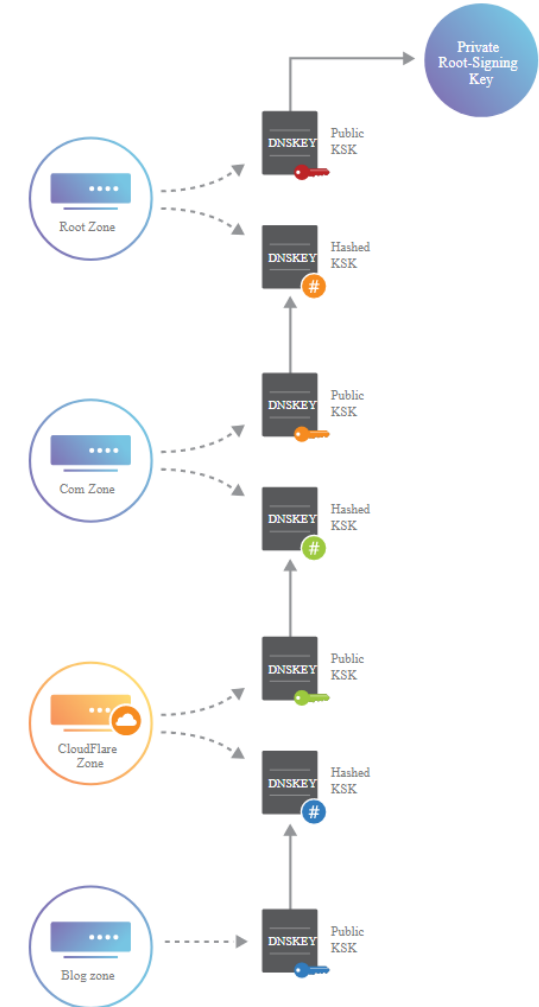 Private
Root-Signing
Key
DNSKEY
Public
KSK
Root Zone
DNSKEY
Hashed
KSK
#
DNSKEY
Public
KSK
Com Zone
DNSKEY
Hashed
KSK
#
DNSKEY
Public
KSK
CloudFlare
Zone
DNSKEY
Hashed
KSK
#
DNSKEY
Public
KSK
Blog zone